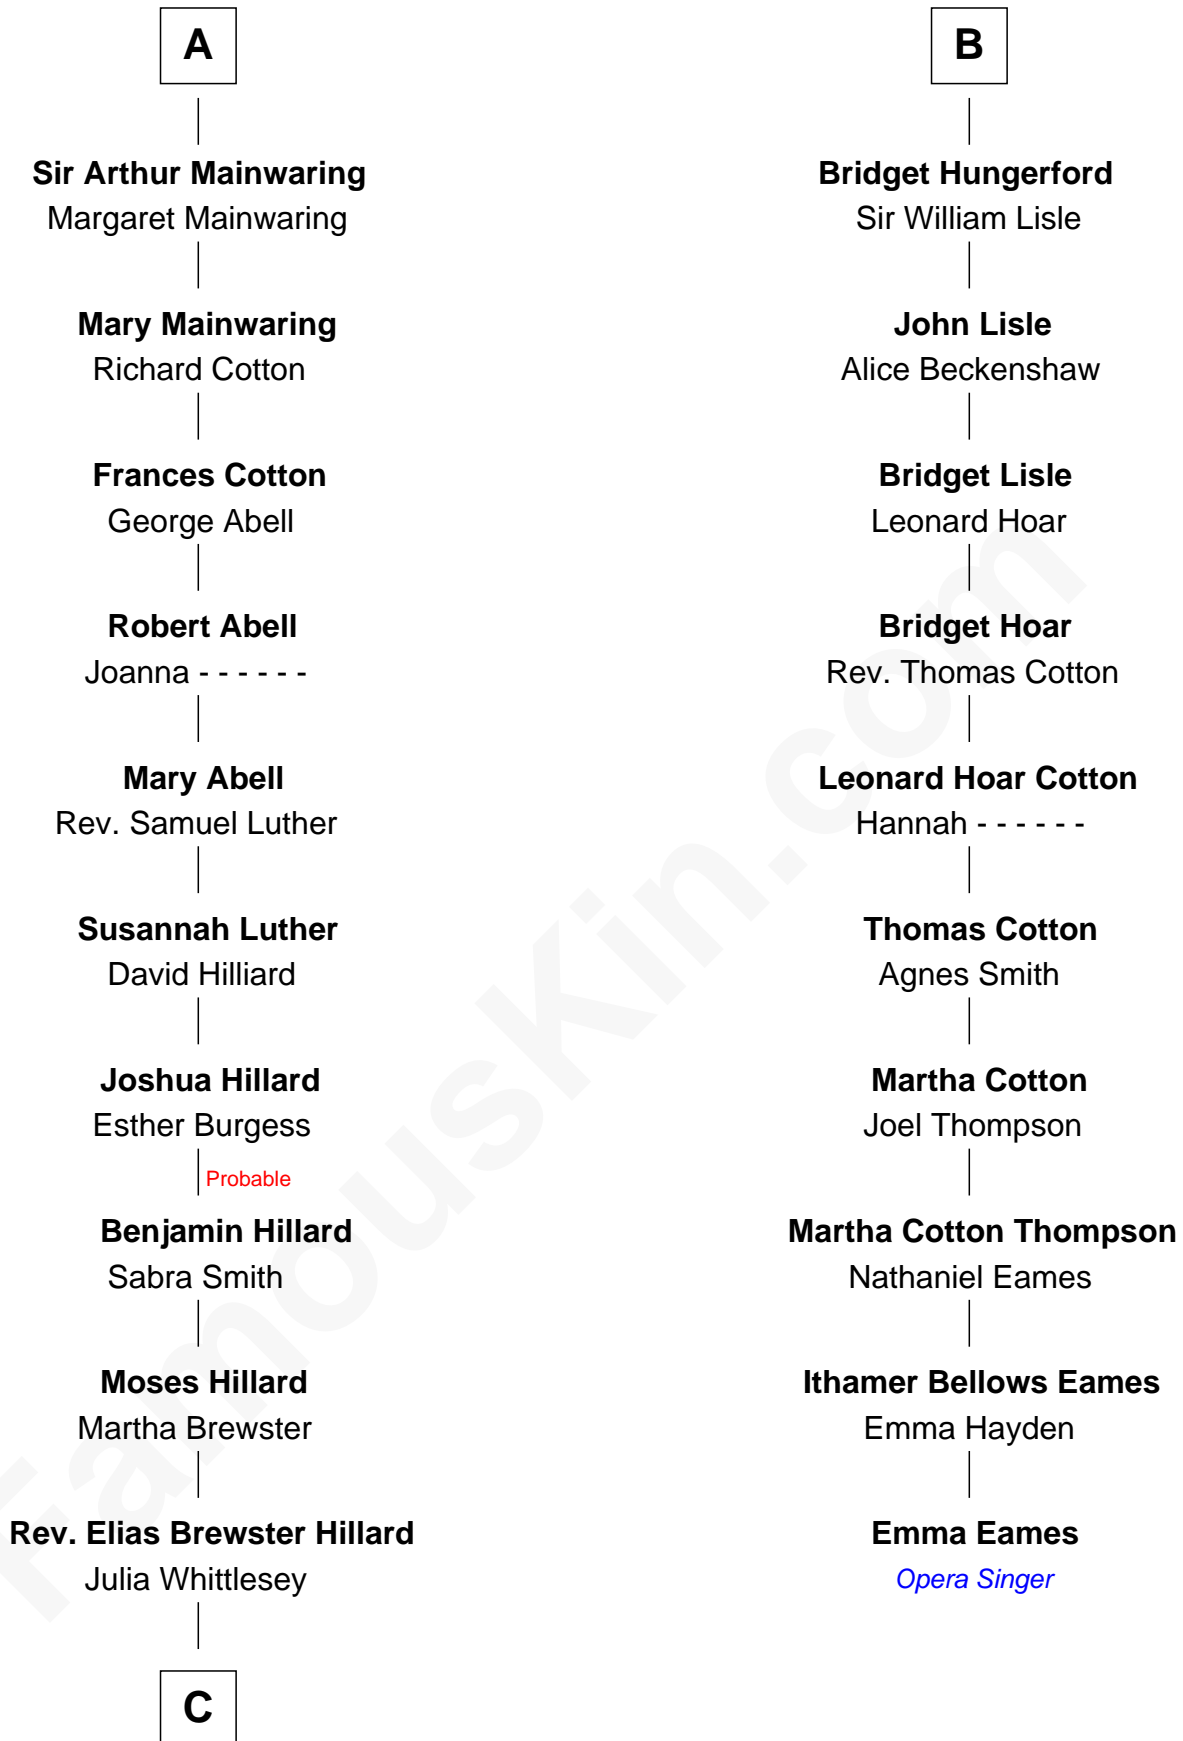 A
Sir Arthur Mainwaring
Margaret Mainwaring
Mary Mainwaring
Richard Cotton
Frances Cotton
George Abell
Robert Abell
Joanna - - - - - -
Mary Abell
Rev. Samuel Luther
Susannah Luther
David Hilliard
Joshua Hillard
Esther Burgess
Probable
Benjamin Hillard
Sabra Smith
Moses Hillard
Martha Brewster
Rev. Elias Brewster Hillard
Julia Whittlesey
C
B
Bridget Hungerford
Sir William Lisle
John Lisle
Alice Beckenshaw
Bridget Lisle
Leonard Hoar
Bridget Hoar
Rev. Thomas Cotton
Leonard Hoar Cotton
Hannah - - - - - -
Thomas Cotton
Agnes Smith
Martha Cotton
Joel Thompson
Martha Cotton Thompson
Nathaniel Eames
Ithamer Bellows Eames
Emma Hayden
Emma Eames
Opera Singer
FamousKin.com